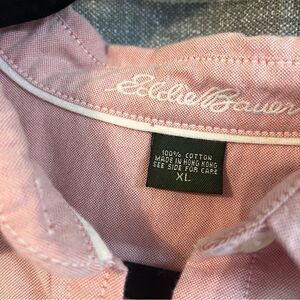 Eddie Bauer
100% COTTON
MADE IN HONG KONG
SEE SIDE FOR CARE
XL